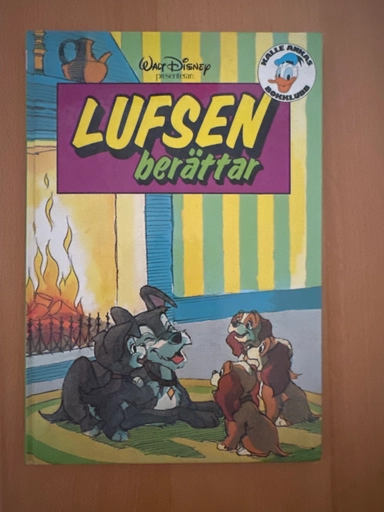 WALT DISNEY
presenterar:
KALLE ANKAS
BOKKLUBB
LUFSEN
berättar